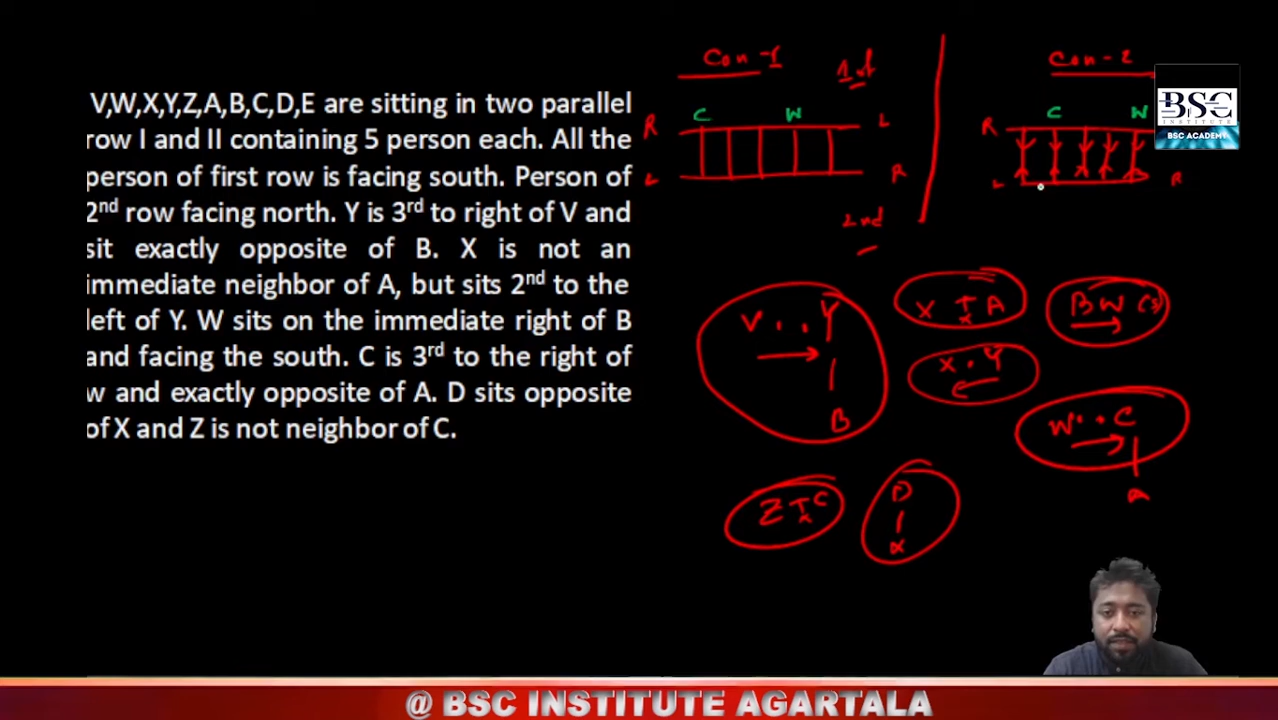 V,W,X,Y,Z,A,B,C,D,E are sitting in two parallel
row I and II containing 5 person each. All the
person of first row is facing south. Person of
2nd row facing north. Y is 3rd to right of V and
sit exactly opposite of B. X is not an
immediate neighbor of A, but sits 2nd to the
left of Y. W sits on the immediate right of B
and facing the south. C is 3rd to the right of
w and exactly opposite of A. D sits opposite
of X and Z is not neighbor of C.
Con-1
1st
C W
R L
L R
2nd
Con-2
C W
R
L R
BSC
INSTITUTE
BSC ACADEMY
V . . Y
B
X A
X . Y
B W (S)
W . . C
A
Z C
D
X
@ BSC INSTITUTE AGARTALA